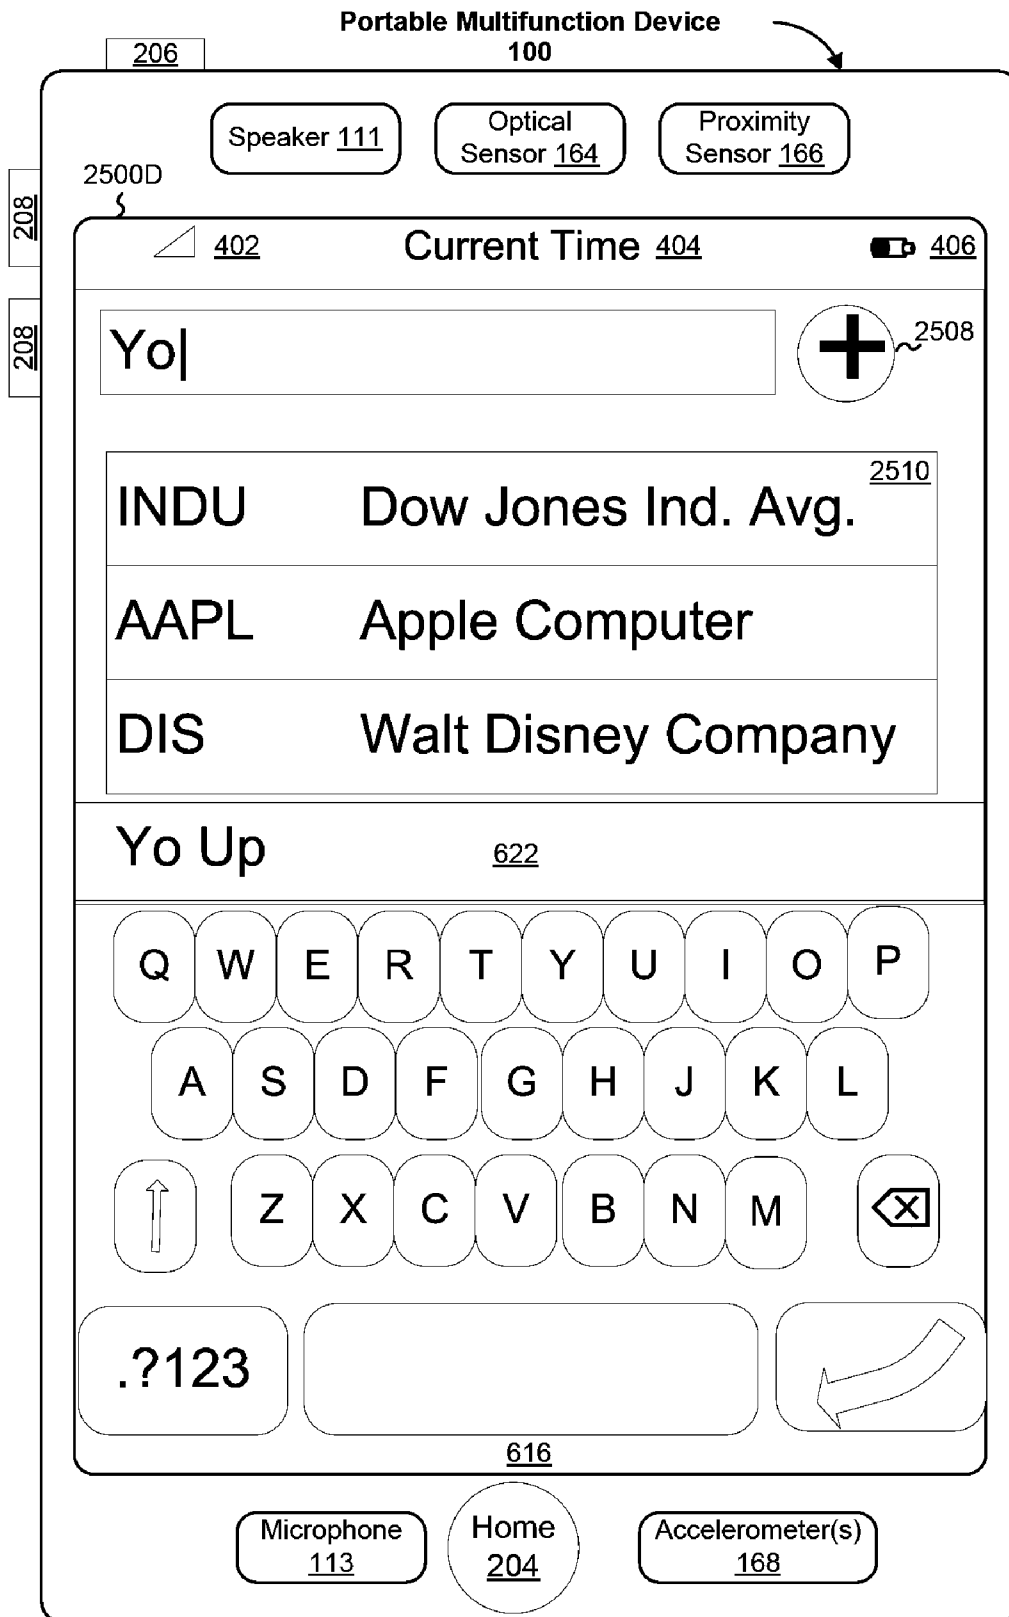 Portable Multifunction Device
100
206
Speaker 111
Optical
Sensor 164
Proximity
Sensor 166
2500D
208
208
402
Current Time 404
406
Yo
2508
2510
INDU Dow Jones Ind. Avg.
AAPL Apple Computer
DIS Walt Disney Company
Yo Up 622
Q W E R T Y U I O P
A S D F G H J K L
Z X C V B N M
.?123
616
Microphone
113
Home
204
Accelerometer(s)
168